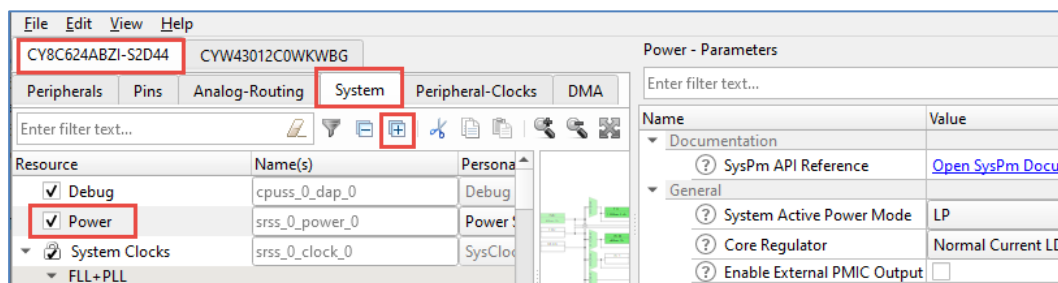 File Edit View Help
CY8C624ABZI-S2D44 CYW43012C0WKWBG
Peripherals Pins Analog-Routing System Peripheral-Clocks DMA
Enter filter text...
Resource Name(s) Persona
Debug cpuss_0_dap_0 Debug
Power srss_0_power_0 Power
System Clocks srss_0_clock_0 SysCloc
FLL+PLL
Power - Parameters
Enter filter text...
Name Value
Documentation
? SysPm API Reference Open SysPm Docu
General
? System Active Power Mode LP
? Core Regulator Normal Current LD
? Enable External PMIC Output